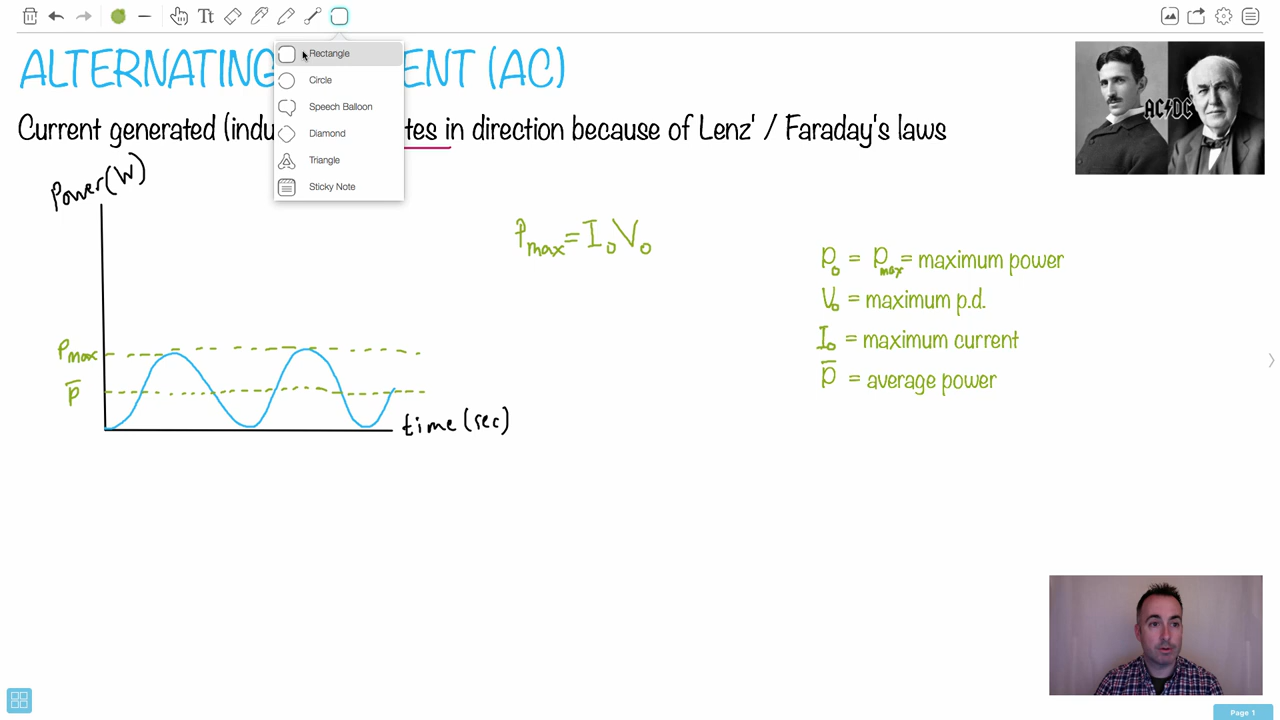 Tt
Rectangle
Circle
Speech Balloon
Diamond
Triangle
Sticky Note
ALTERNATING ENT (AC)
Current generated (indu tes in direction because of Lenz' / Faraday's laws
AC/DC
Power(W)
Pmax = I₀V₀
P₀ = Pmax = maximum power
V₀ = maximum p.d.
I₀ = maximum current
P̅ = average power
Pmax
P̅
time (sec)
Page 1